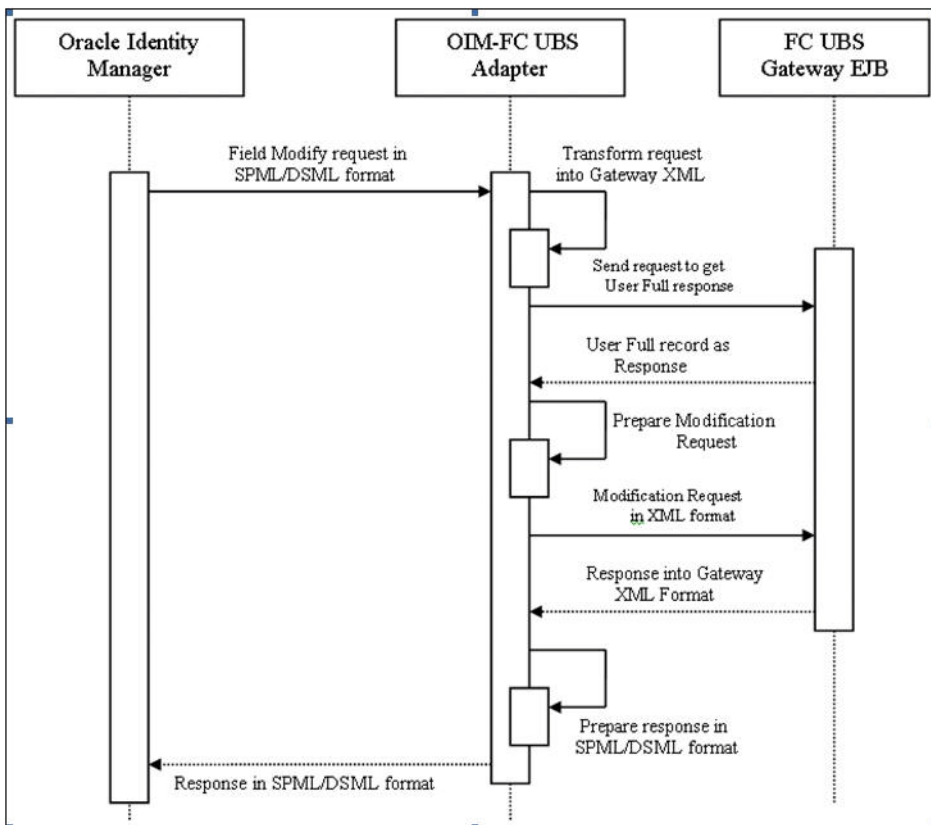 Oracle Identity
Manager
OIM-FC UBS
Adapter
FC UBS
Gateway EJB
Field Modify request in
SPML/DSML format
Transform request
into Gateway XML
Send request to get
User Full response
User Full record as
Response
Prepare Modification
Request
Modification Request
in XML format
Response into Gateway
XML Format
Prepare response in
SPML/DSML format
Response in SPML/DSML format